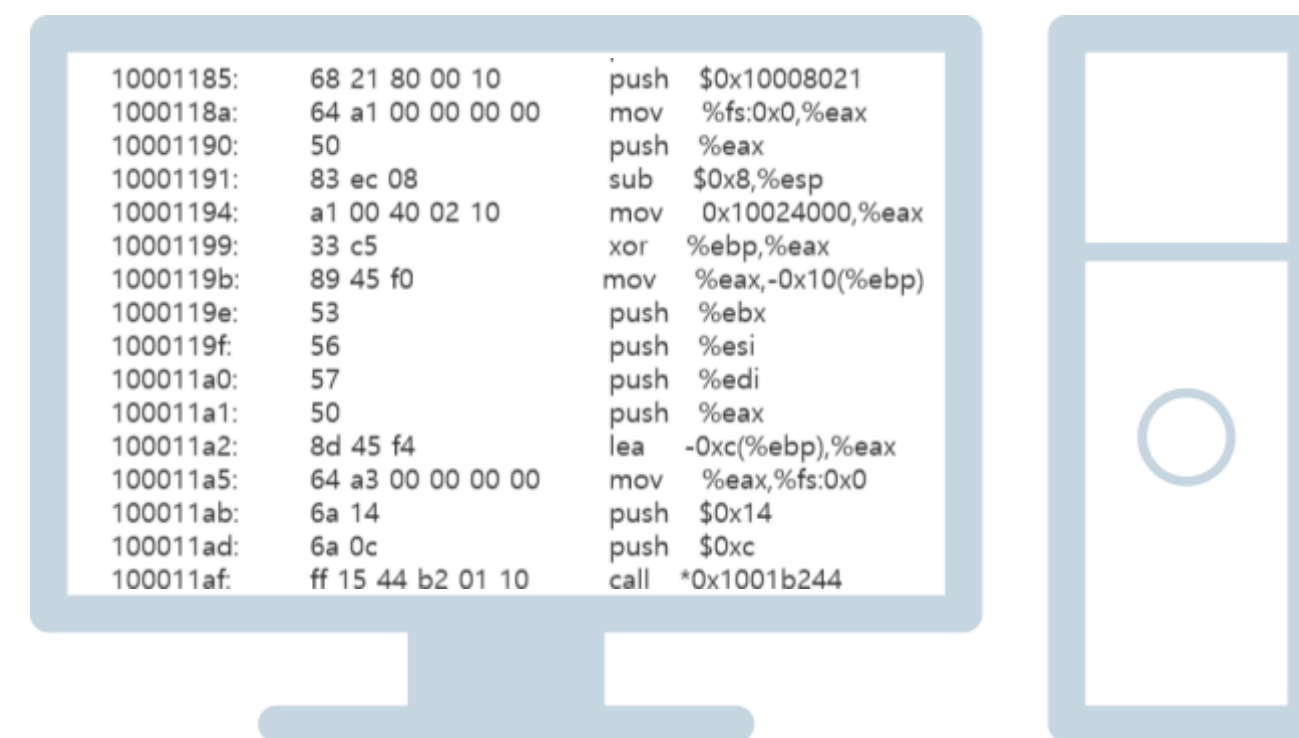 10001185: 68 21 80 00 10 push $0x10008021
1000118a: 64 a1 00 00 00 00 mov %fs:0x0,%eax
10001190: 50 push %eax
10001191: 83 ec 08 sub $0x8,%esp
10001194: a1 00 40 02 10 mov 0x10024000,%eax
10001199: 33 c5 xor %ebp,%eax
1000119b: 89 45 f0 mov %eax,-0x10(%ebp)
1000119e: 53 push %ebx
1000119f: 56 push %esi
100011a0: 57 push %edi
100011a1: 50 push %eax
100011a2: 8d 45 f4 lea -0xc(%ebp),%eax
100011a5: 64 a3 00 00 00 00 mov %eax,%fs:0x0
100011ab: 6a 14 push $0x14
100011ad: 6a 0c push $0xc
100011af: ff 15 44 b2 01 10 call *0x1001b244